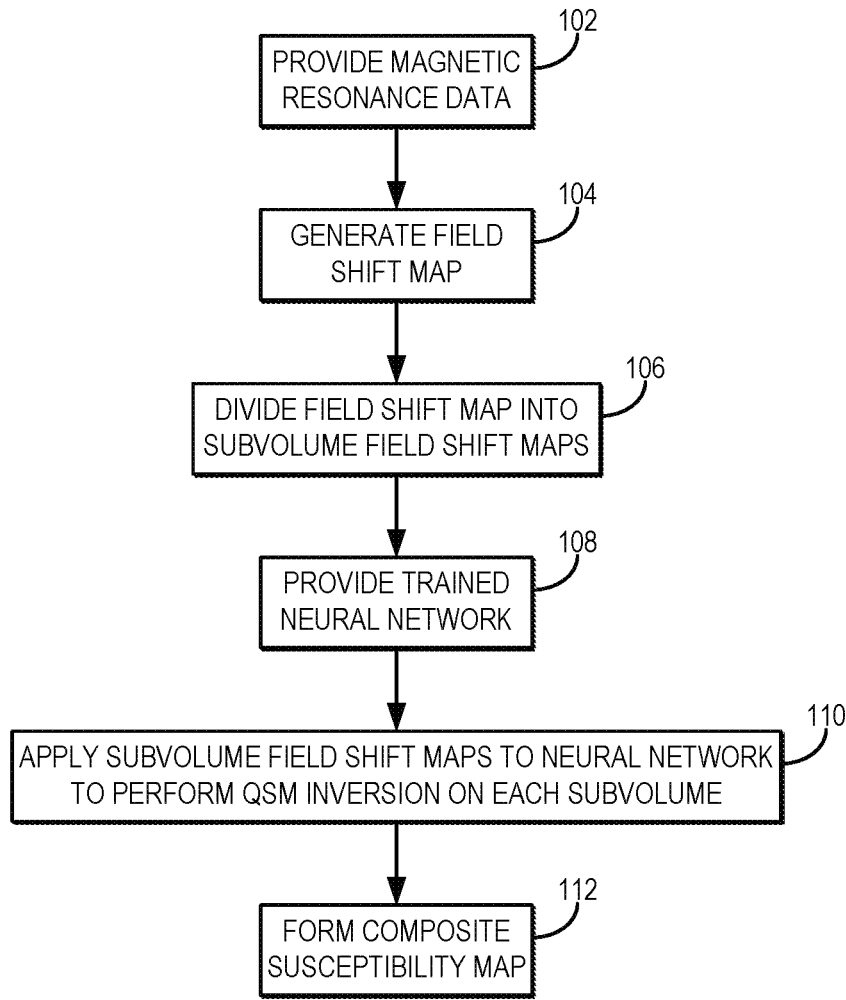 102
PROVIDE MAGNETIC
RESONANCE DATA
104
GENERATE FIELD
SHIFT MAP
106
DIVIDE FIELD SHIFT MAP INTO
SUBVOLUME FIELD SHIFT MAPS
108
PROVIDE TRAINED
NEURAL NETWORK
110
APPLY SUBVOLUME FIELD SHIFT MAPS TO NEURAL NETWORK
TO PERFORM QSM INVERSION ON EACH SUBVOLUME
112
FORM COMPOSITE
SUSCEPTIBILITY MAP